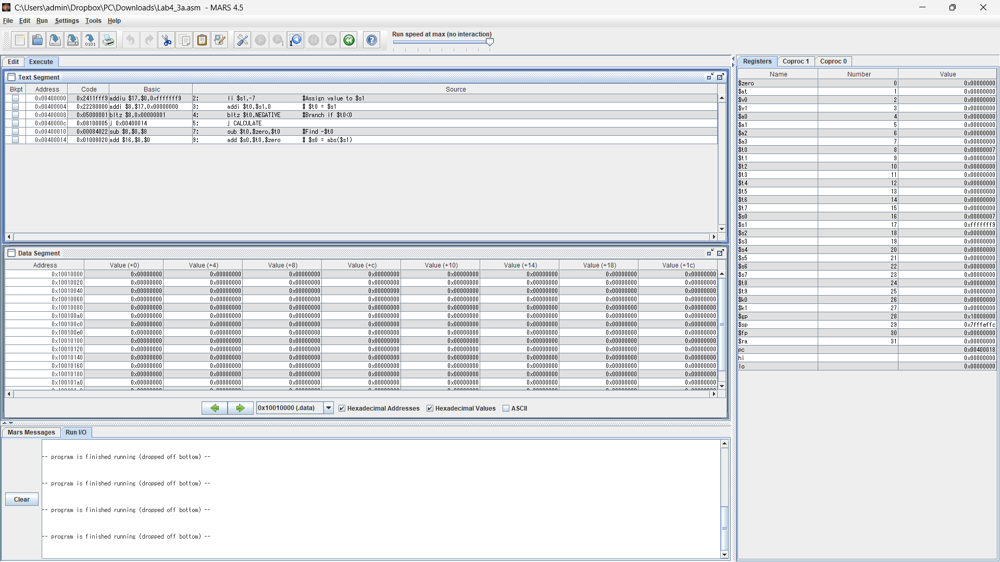 C:\Users\admin\Dropbox\PC\Downloads\Lab4_3a.asm - MARS 4.5
File Edit Run Settings Tools Help
Run speed at max (no interaction)
Edit Execute
Text Segment
Bkpt Address Code Basic Source
0x00400000 0x2411fff9 addiu $17,$0,0xfffffff9 2: li $s1,-7 #Assign value to $s1
0x00400004 0x22280000 addi $8,$17,0x00000000 3: addi $t0,$s1,0 # $t0 = $s1
0x00400008 0x05000001 bltz $8,0x00000001 4: bltz $t0,NEGATIVE #Branch if $t0<0
0x0040000c 0x08100005 j 0x00400014 5: j CALCULATE
0x00400010 0x00084022 sub $8,$0,$8 7: sub $t0,$zero,$t0 #Find -$t0
0x00400014 0x01008020 add $16,$8,$0 9: add $s0,$t0,$zero # $s0 = abs($s1)
Data Segment
Address Value (+0) Value (+4) Value (+8) Value (+c) Value (+10) Value (+14) Value (+18) Value (+1c)
0x10010000 0x00000000 0x00000000 0x00000000 0x00000000 0x00000000 0x00000000 0x00000000 0x00000000
0x10010020 0x00000000 0x00000000 0x00000000 0x00000000 0x00000000 0x00000000 0x00000000 0x00000000
0x10010040 0x00000000 0x00000000 0x00000000 0x00000000 0x00000000 0x00000000 0x00000000 0x00000000
0x10010060 0x00000000 0x00000000 0x00000000 0x00000000 0x00000000 0x00000000 0x00000000 0x00000000
0x10010080 0x00000000 0x00000000 0x00000000 0x00000000 0x00000000 0x00000000 0x00000000 0x00000000
0x100100a0 0x00000000 0x00000000 0x00000000 0x00000000 0x00000000 0x00000000 0x00000000 0x00000000
0x100100c0 0x00000000 0x00000000 0x00000000 0x00000000 0x00000000 0x00000000 0x00000000 0x00000000
0x100100e0 0x00000000 0x00000000 0x00000000 0x00000000 0x00000000 0x00000000 0x00000000 0x00000000
0x10010100 0x00000000 0x00000000 0x00000000 0x00000000 0x00000000 0x00000000 0x00000000 0x00000000
0x10010120 0x00000000 0x00000000 0x00000000 0x00000000 0x00000000 0x00000000 0x00000000 0x00000000
0x10010140 0x00000000 0x00000000 0x00000000 0x00000000 0x00000000 0x00000000 0x00000000 0x00000000
0x10010160 0x00000000 0x00000000 0x00000000 0x00000000 0x00000000 0x00000000 0x00000000 0x00000000
0x10010180 0x00000000 0x00000000 0x00000000 0x00000000 0x00000000 0x00000000 0x00000000 0x00000000
0x100101a0 0x00000000 0x00000000 0x00000000 0x00000000 0x00000000 0x00000000 0x00000000 0x00000000
0x10010000 (.data) Hexadecimal Addresses Hexadecimal Values ASCII
Mars Messages Run I/O
-- program is finished running (dropped off bottom) --
-- program is finished running (dropped off bottom) --
Clear
-- program is finished running (dropped off bottom) --
-- program is finished running (dropped off bottom) --
Registers Coproc 1 Coproc 0
Name Number Value
$zero 0 0x00000000
$at 1 0x00000000
$v0 2 0x00000000
$v1 3 0x00000000
$a0 4 0x00000000
$a1 5 0x00000000
$a2 6 0x00000000
$a3 7 0x00000000
$t0 8 0x00000007
$t1 9 0x00000000
$t2 10 0x00000000
$t3 11 0x00000000
$t4 12 0x00000000
$t5 13 0x00000000
$t6 14 0x00000000
$t7 15 0x00000000
$s0 16 0x00000007
$s1 17 0xfffffff9
$s2 18 0x00000000
$s3 19 0x00000000
$s4 20 0x00000000
$s5 21 0x00000000
$s6 22 0x00000000
$s7 23 0x00000000
$t8 24 0x00000000
$t9 25 0x00000000
$k0 26 0x00000000
$k1 27 0x00000000
$gp 28 0x10008000
$sp 29 0x7fffeffc
$fp 30 0x00000000
$ra 31 0x00000000
pc 0x00400018
hi 0x00000000
lo 0x00000000